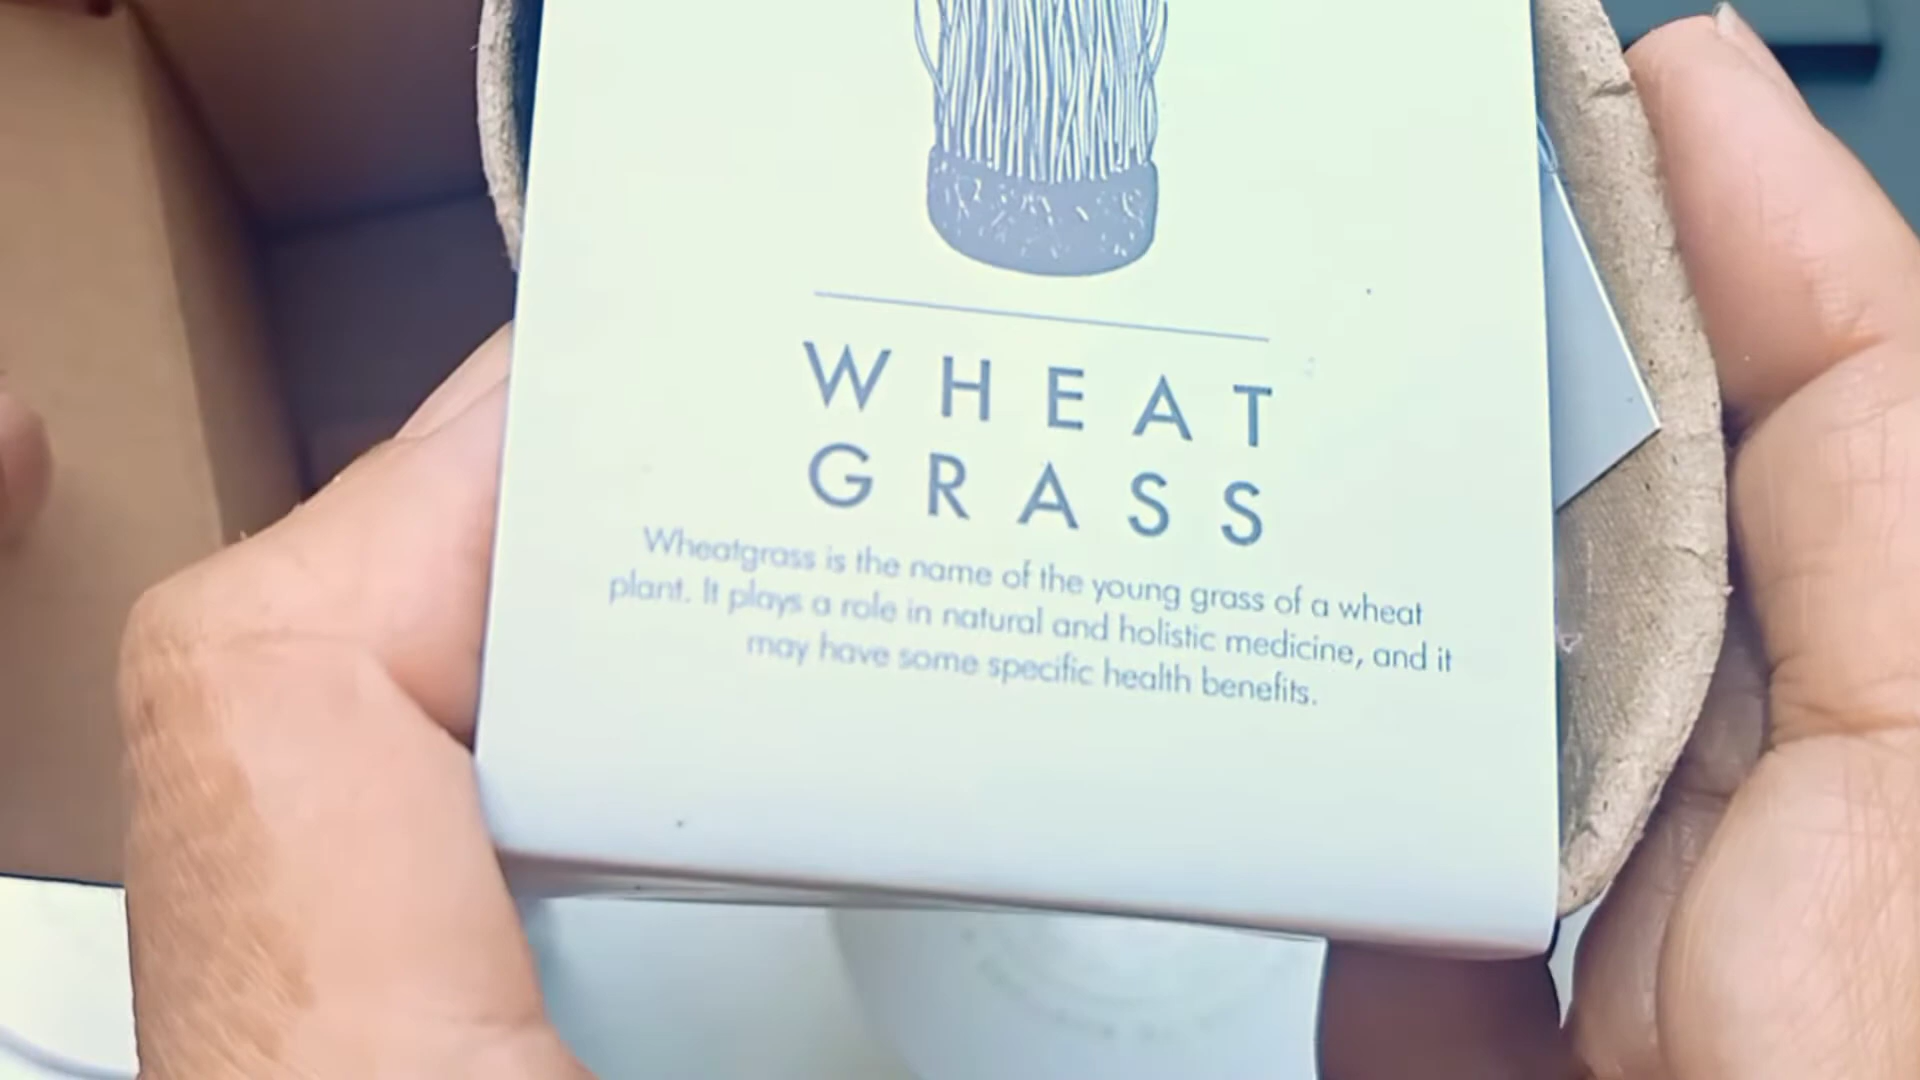 WHEAT
GRASS
Wheatgrass is the name of the young grass of a wheat
plant. It plays a role in natural and holistic medicine, and it
may have some specific health benefits.